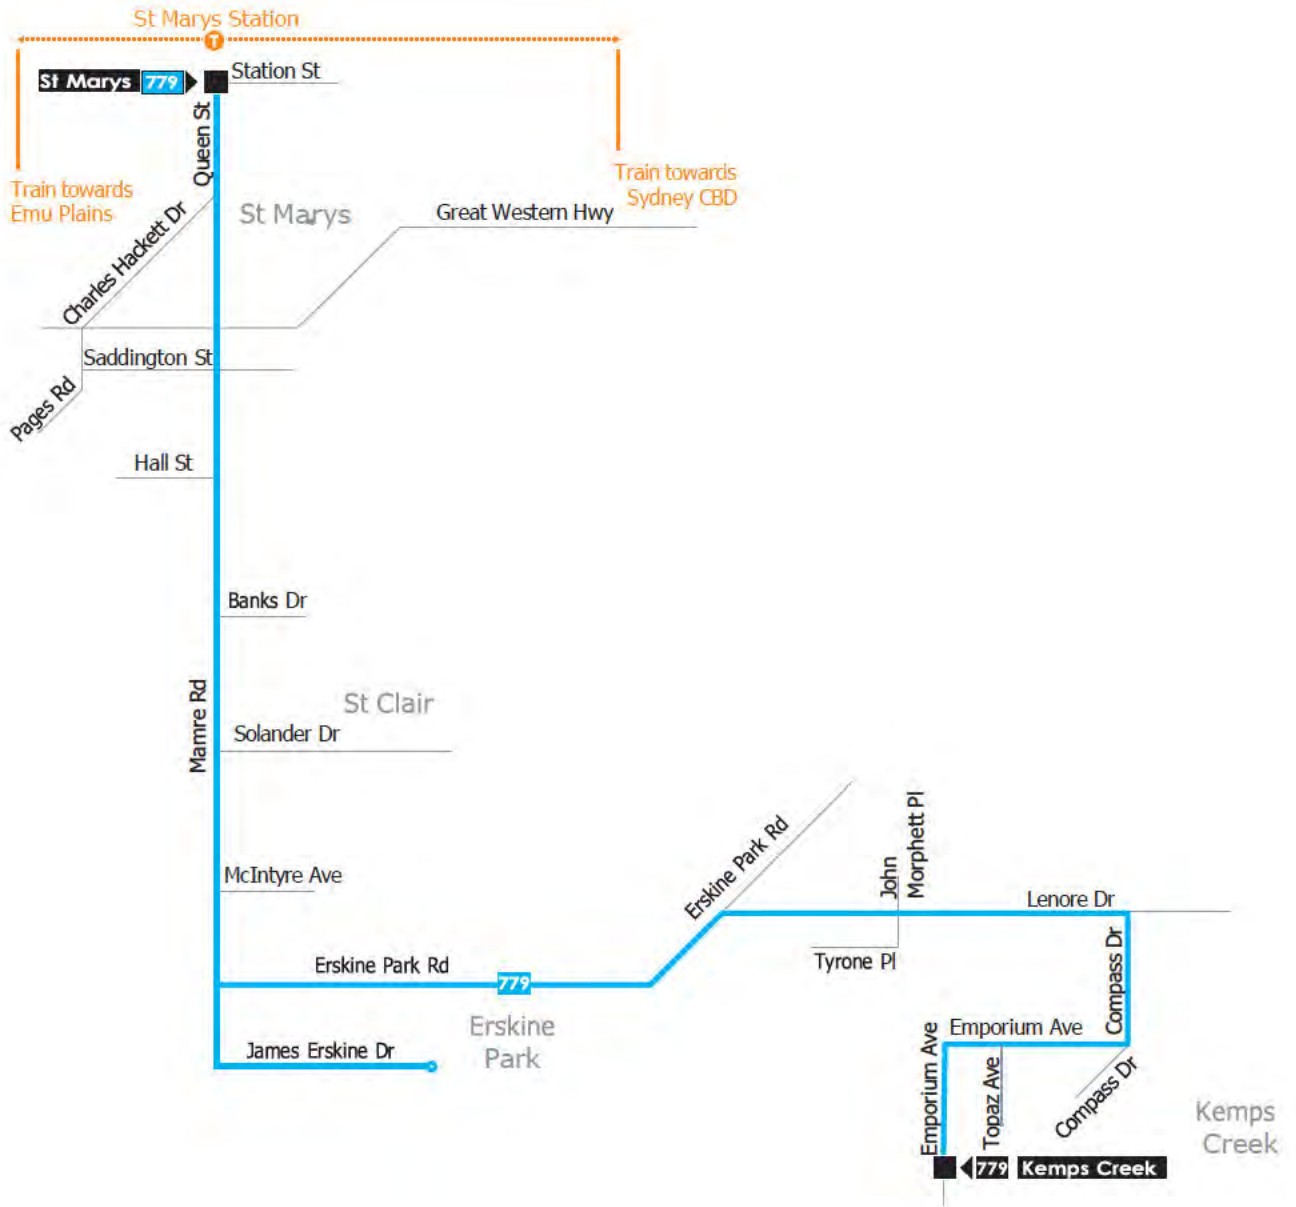 St Marys Station
T
St Marys 779
Station St
Queen St
Train towards
Emu Plains
Train towards
Sydney CBD
St Marys
Great Western Hwy
Charles Hackett Dr
Saddington St
Pages Rd
Hall St
Banks Dr
Mamre Rd
St Clair
Solander Dr
McIntyre Ave
Erskine Park Rd
John
Morphett Pl
Lenore Dr
Tyrone Pl
Compass Dr
Erskine Park Rd
779
Erskine
Park
James Erskine Dr
Emporium Ave
Emporium Ave
Topaz Ave
Compass Dr
Kemps
Creek
779 Kemps Creek